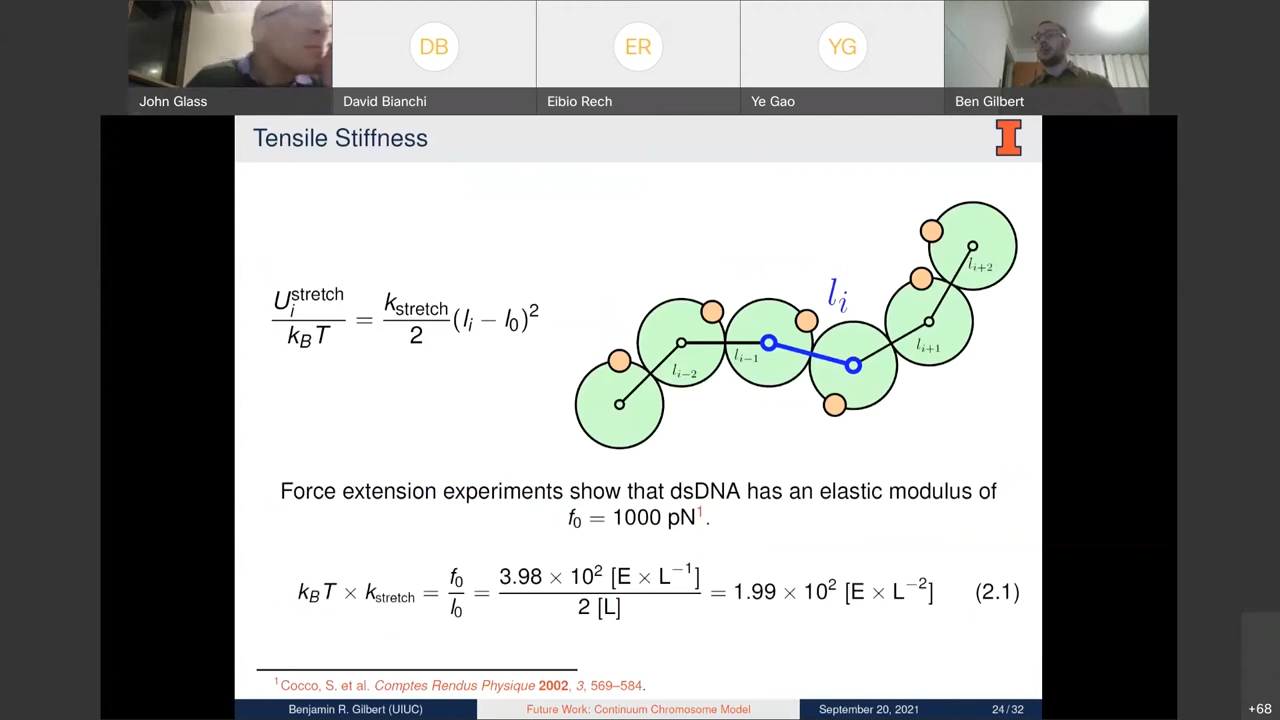 DB
ER
YG
John Glass
David Bianchi
Eibio Rech
Ye Gao
Ben Gilbert
Tensile Stiffness
I
U_i^stretch / k_B T = k_stretch / 2 (l_i − l_0)^2
l_{i−2}
l_{i−1}
l_i
l_{i+1}
l_{i+2}
Force extension experiments show that dsDNA has an elastic modulus of
f_0 = 1000 pN^1.
k_B T × k_stretch = f_0 / l_0 = 3.98 × 10^2 [E × L^−1] / 2 [L] = 1.99 × 10^2 [E × L^−2] (2.1)
^1 Cocco, S. et al. Comptes Rendus Physique 2002, 3, 569–584.
Benjamin R. Gilbert (UIUC) Future Work: Continuum Chromosome Model September 20, 2021 24 / 32
+68